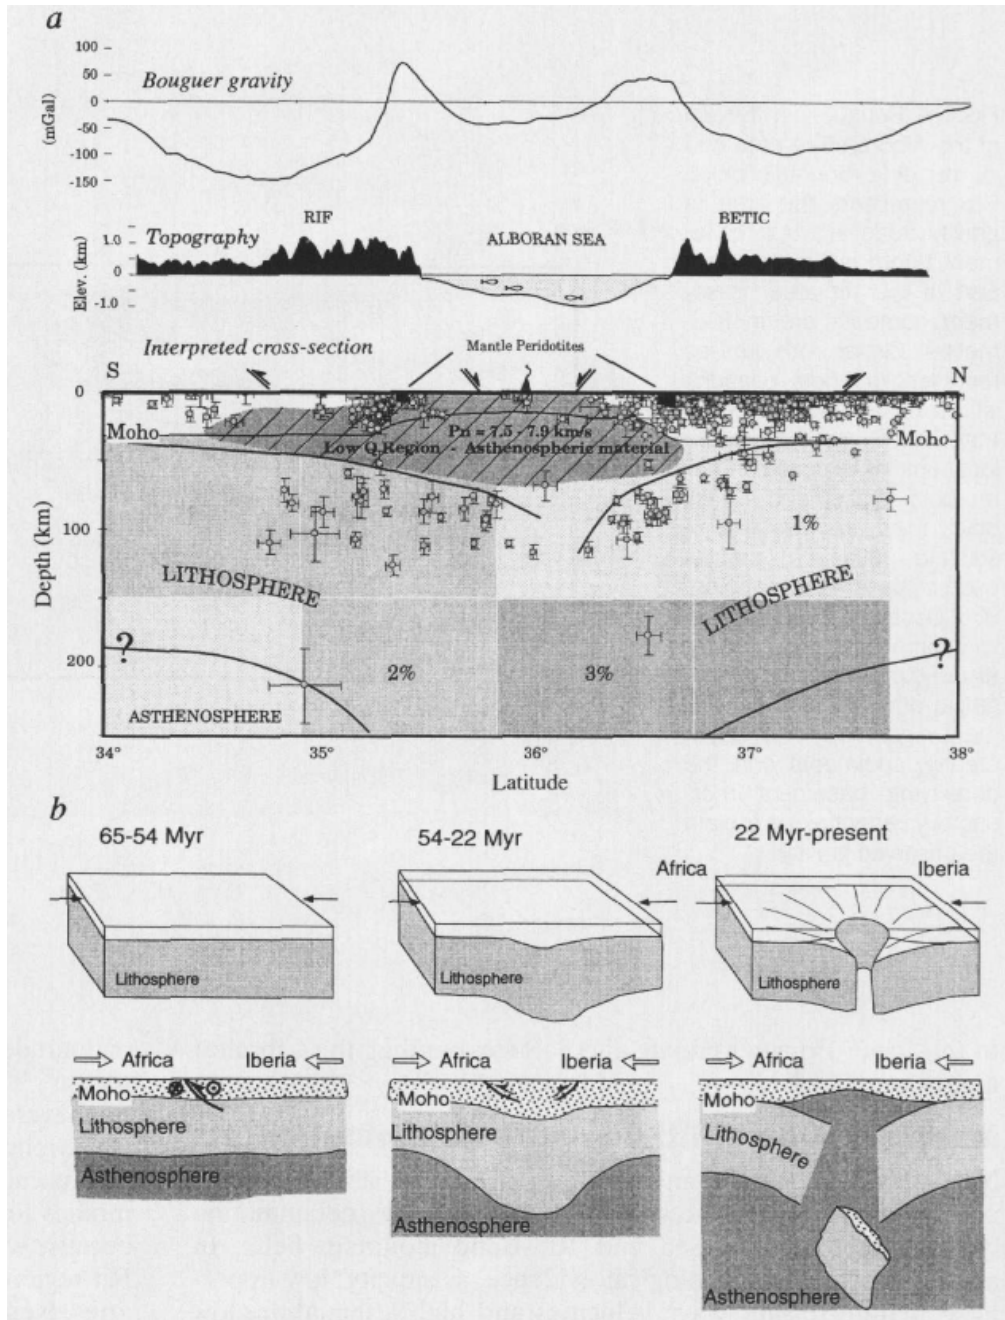 a
100
50
0
-50
-100
-150
(mGal)
Bouguer gravity
RIF
BETIC
Topography
ALBORAN SEA
1.0
0
-1.0
Elev. (km)
Interpreted cross-section
Mantle Peridotites
S
N
0
Moho
Moho
Pn = 7.5 - 7.9 km/s
Low Q Region - Asthenospheric material
100
1%
Depth (km)
LITHOSPHERE
LITHOSPHERE
?
?
200
2%
3%
ASTHENOSPHERE
34°
35°
36°
37°
38°
Latitude
b
65-54 Myr
54-22 Myr
22 Myr-present
Africa
Iberia
Lithosphere
Lithosphere
Lithosphere
Africa
Iberia
Africa
Iberia
Africa
Iberia
Moho
Moho
Moho
Lithosphere
Lithosphere
Lithosphere
Asthenosphere
Asthenosphere
Asthenosphere